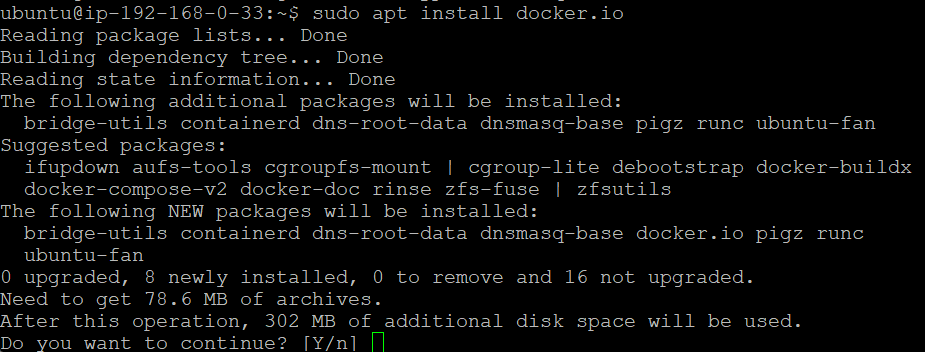 ubuntu@ip-192-168-0-33:~$ sudo apt install docker.io
Reading package lists... Done
Building dependency tree... Done
Reading state information... Done
The following additional packages will be installed:
  bridge-utils containerd dns-root-data dnsmasq-base pigz runc ubuntu-fan
Suggested packages:
  ifupdown aufs-tools cgroupfs-mount | cgroup-lite debootstrap docker-buildx
  docker-compose-v2 docker-doc rinse zfs-fuse | zfsutils
The following NEW packages will be installed:
  bridge-utils containerd dns-root-data dnsmasq-base docker.io pigz runc
  ubuntu-fan
0 upgraded, 8 newly installed, 0 to remove and 16 not upgraded.
Need to get 78.6 MB of archives.
After this operation, 302 MB of additional disk space will be used.
Do you want to continue? [Y/n]